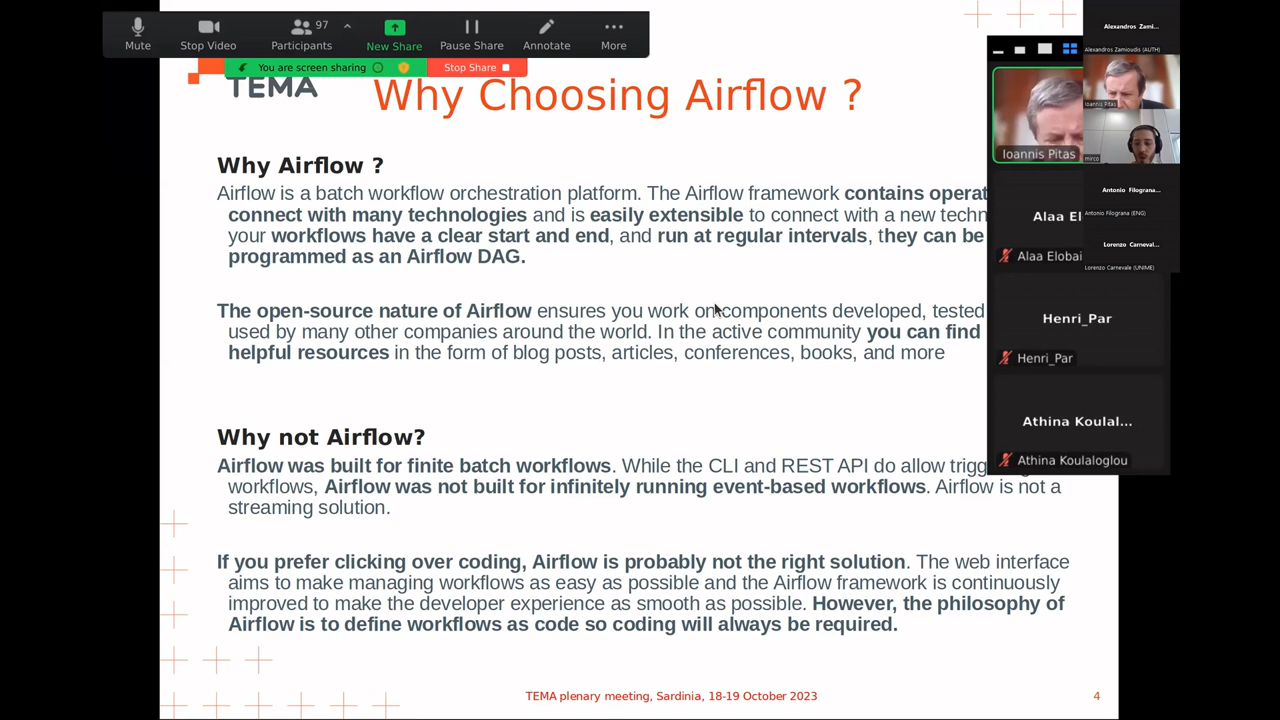 97
Mute
Stop Video
Participants
New Share
Pause Share
Annotate
More
You are screen sharing
Stop Share
TEMA
Why Choosing Airflow ?
Why Airflow ?
Airflow is a batch workflow orchestration platform. The Airflow framework contains operat
connect with many technologies and is easily extensible to connect with a new techn
your workflows have a clear start and end, and run at regular intervals, they can be
programmed as an Airflow DAG.
The open-source nature of Airflow ensures you work on components developed, tested
used by many other companies around the world. In the active community you can find
helpful resources in the form of blog posts, articles, conferences, books, and more
Why not Airflow?
Airflow was built for finite batch workflows. While the CLI and REST API do allow trigg
workflows, Airflow was not built for infinitely running event-based workflows. Airflow is not a
streaming solution.
If you prefer clicking over coding, Airflow is probably not the right solution. The web interface
aims to make managing workflows as easy as possible and the Airflow framework is continuously
improved to make the developer experience as smooth as possible. However, the philosophy of
Airflow is to define workflows as code so coding will always be required.
TEMA plenary meeting, Sardinia, 18-19 October 2023
4
Ioannis Pitas
Alaa El
Alaa Elobai
Henri_Par
Henri_Par
Athina Koulal...
Athina Koulaloglou
Alexandros Zami...
Alexandros Zamioudis (AUTH)
Ioannis Pitas
mirco
Antonio Filograna...
Antonio Filograna (ENG)
Lorenzo Carneval...
Lorenzo Carnevale (UNIME)